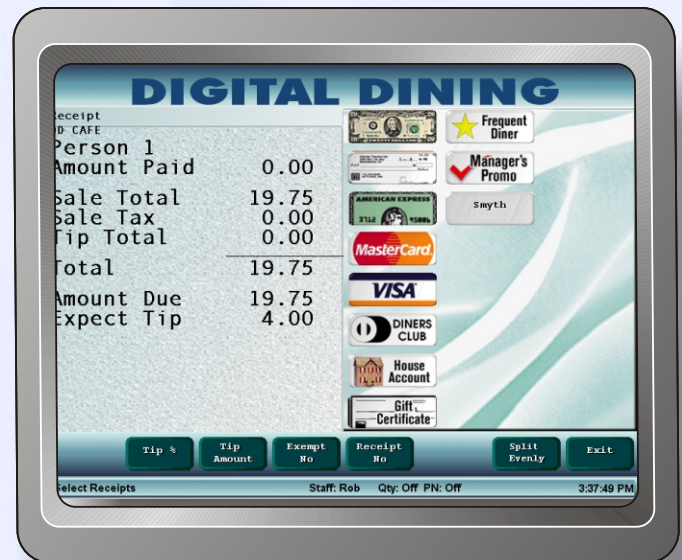 DIGITAL DINING
eceipt
D CAFE
Person 1
Amount Paid 0.00
Sale Total 19.75
Sale Tax 0.00
Tip Total 0.00
Total 19.75
Amount Due 19.75
Expect Tip 4.00
AMERICAN EXPRESS
3712
MasterCard
VISA
DINERS
CLUB
House
Account
Gift
Certificate
Frequent
Diner
Manager's
Promo
Smyth
Tip %
Tip
Amount
Exempt
No
Receipt
No
Split
Evenly
Exit
Select Receipts
Staff: Rob Qty: Off PN: Off
3:37:49 PM